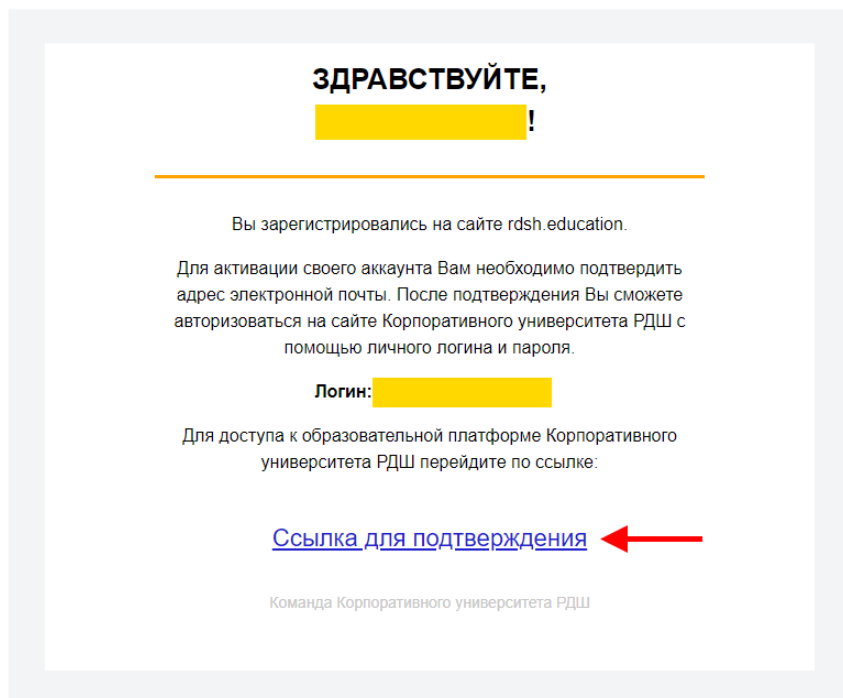 ЗДРАВСТВУЙТЕ,
!
Вы зарегистрировались на сайте rdsh.education.
Для активации своего аккаунта Вам необходимо подтвердить
адрес электронной почты. После подтверждения Вы сможете
авторизоваться на сайте Корпоративного университета РДШ с
помощью личного логина и пароля.
Логин:
Для доступа к образовательной платформе Корпоративного
университета РДШ перейдите по ссылке:
Ссылка для подтверждения
Команда Корпоративного университета РДШ